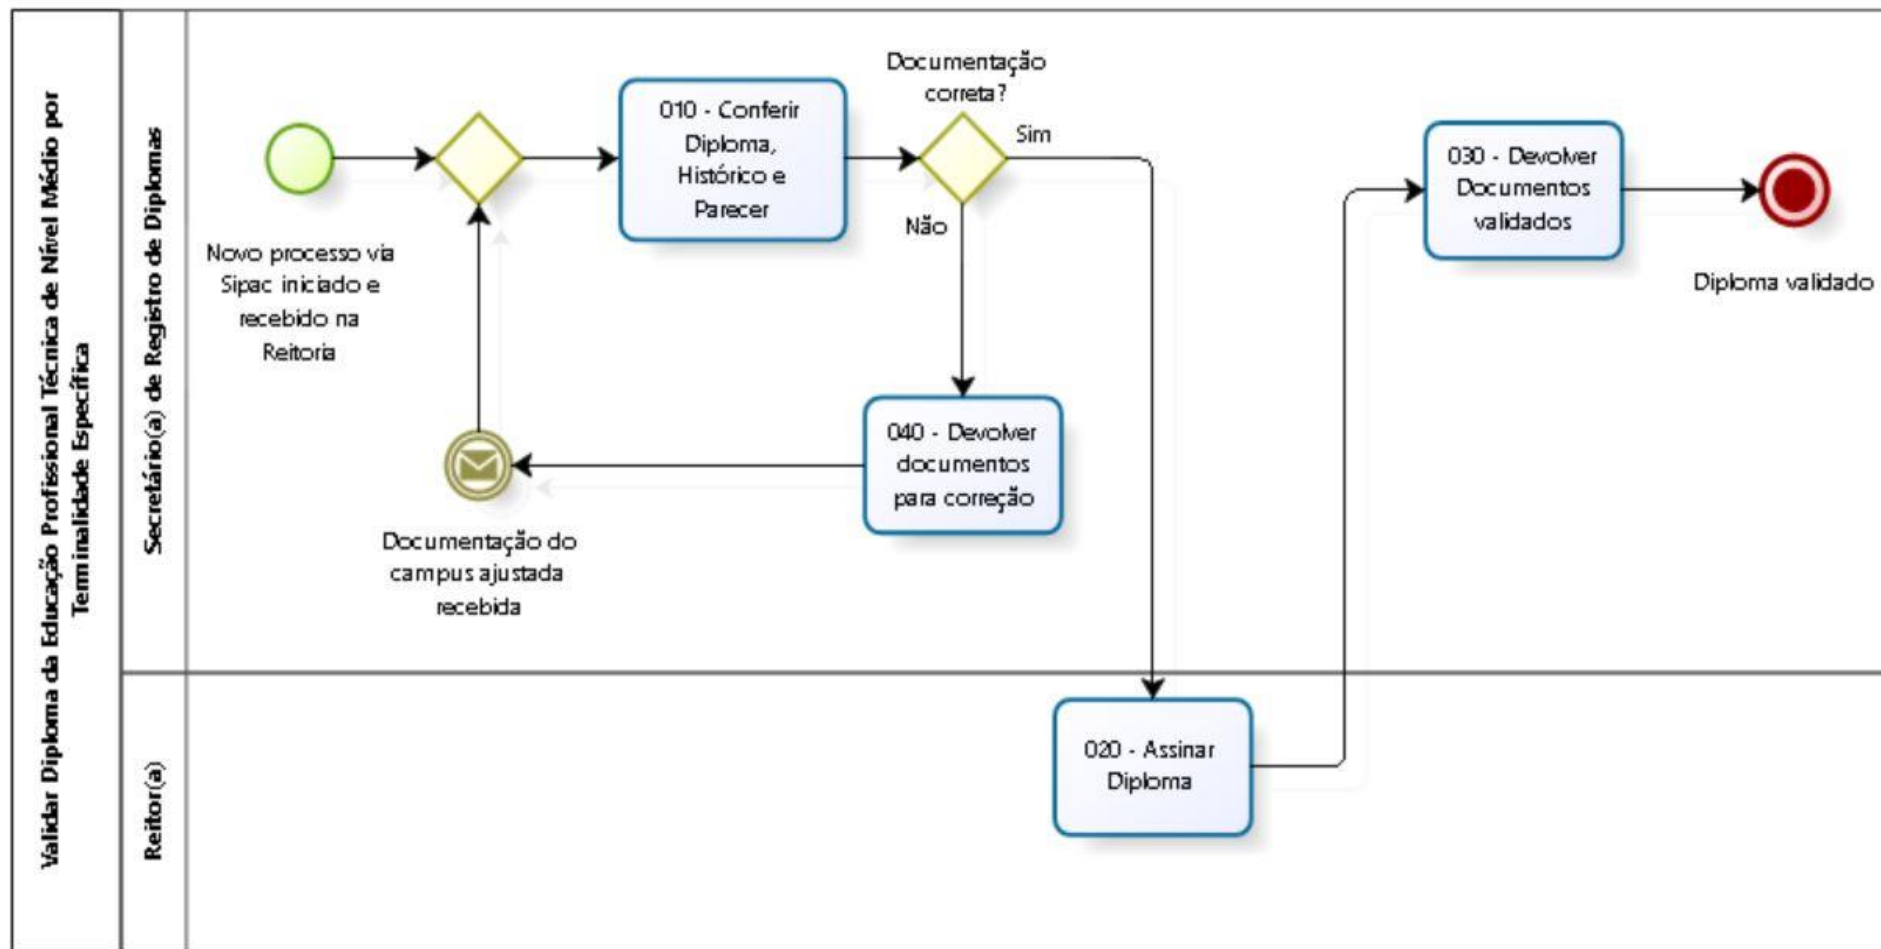 Validar Diploma da Educação Profissional Técnica de Nível Médio por
Terminalidade Específica
Secretário(a) de Registro de Diplomas
Novo processo via
Sipac iniciado e
recebido na
Reitoria
010 - Conferir
Diploma,
Histórico e
Parecer
Documentação
correta?
Sim
Não
040 - Devolver
documentos
para correção
Documentação do
campus ajustada
recebida
030 - Devolver
Documentos
validados
Diploma validado
Reitor(a)
020 - Assinar
Diploma